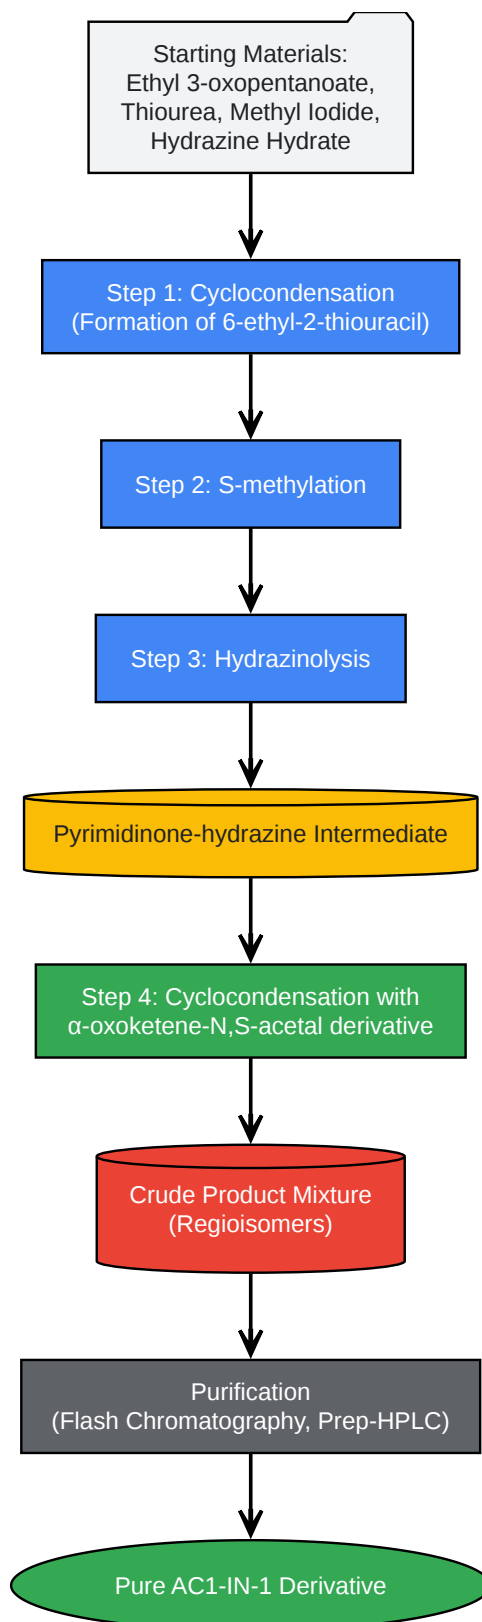 Starting Materials:
Ethyl 3-oxopentanoate,
Thiourea, Methyl Iodide,
Hydrazine Hydrate
Step 1: Cyclocondensation
(Formation of 6-ethyl-2-thiouracil)
Step 2: S-methylation
Step 3: Hydrazinolysis
Pyrimidinone-hydrazine Intermediate
Step 4: Cyclocondensation with
α-oxoketene-N,S-acetal derivative
Crude Product Mixture
(Regioisomers)
Purification
(Flash Chromatography, Prep-HPLC)
Pure AC1-IN-1 Derivative